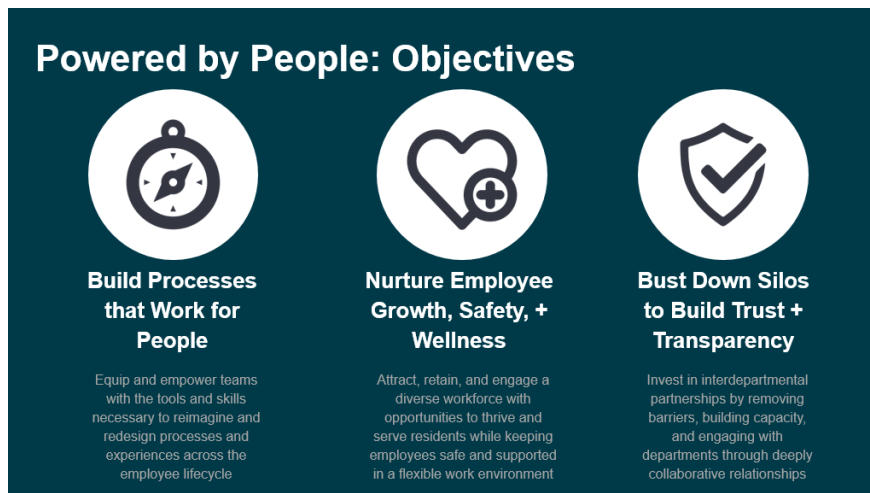 Powered by People: Objectives
Build Processes
that Work for
People
Equip and empower teams
with the tools and skills
necessary to reimagine and
redesign processes and
experiences across the
employee lifecycle
Nurture Employee
Growth, Safety, +
Wellness
Attract, retain, and engage a
diverse workforce with
opportunities to thrive and
serve residents while keeping
employees safe and supported
in a flexible work environment
Bust Down Silos
to Build Trust +
Transparency
Invest in interdepartmental
partnerships by removing
barriers, building capacity,
and engaging with
departments through deeply
collaborative relationships